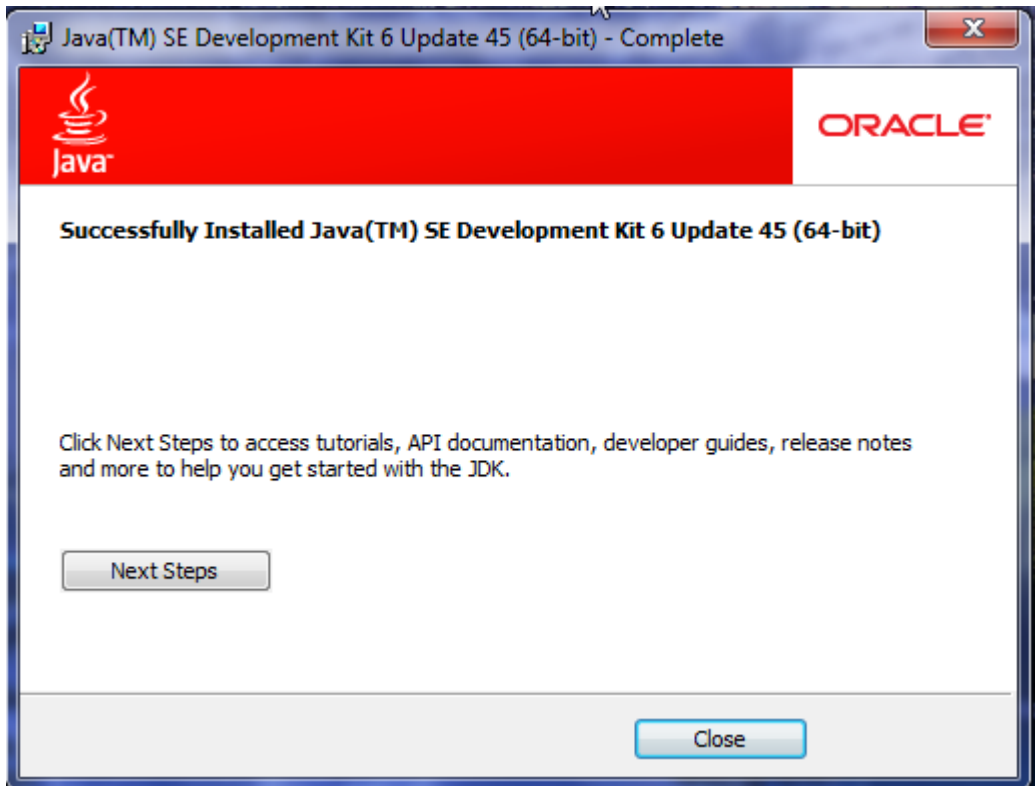 Java(TM) SE Development Kit 6 Update 45 (64-bit) - Complete
Java™
ORACLE®
Successfully Installed Java(TM) SE Development Kit 6 Update 45 (64-bit)
Click Next Steps to access tutorials, API documentation, developer guides, release notes
and more to help you get started with the JDK.
Next Steps
Close